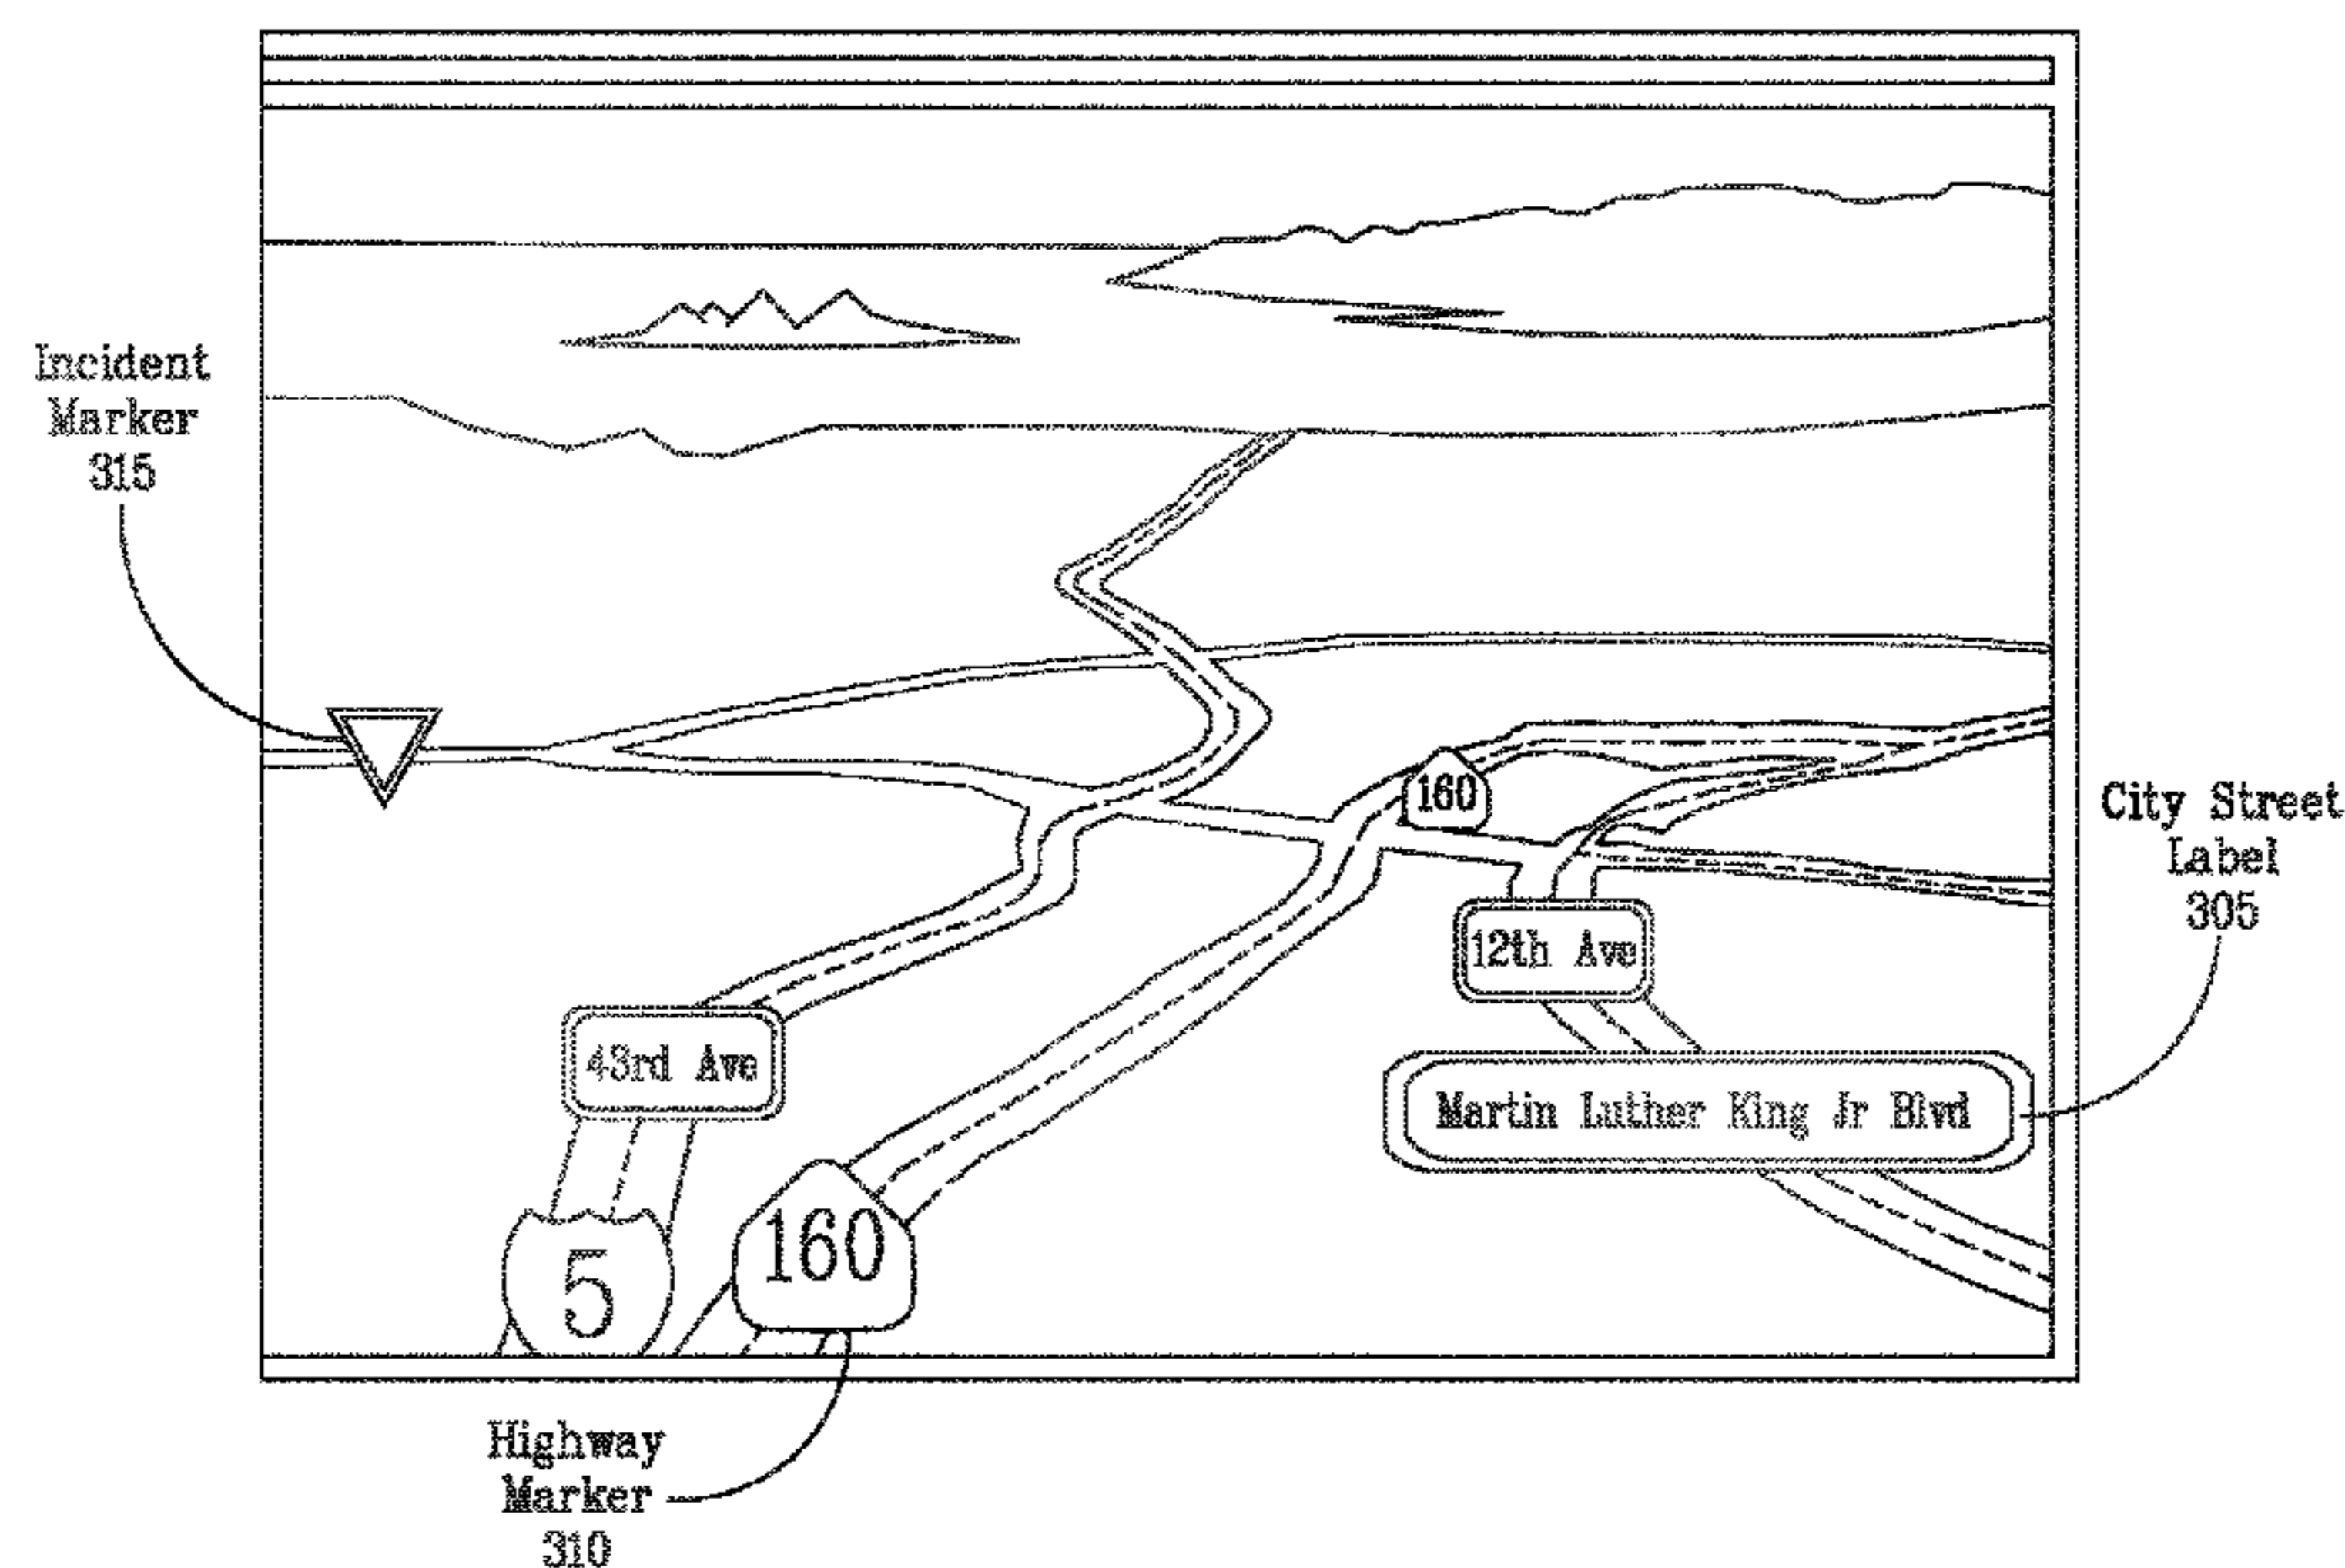 Incident
Marker
315
160
City Street
Label
305
12th Ave
43rd Ave
Martin Luther King Jr Blvd
160
5
Highway
Marker
310